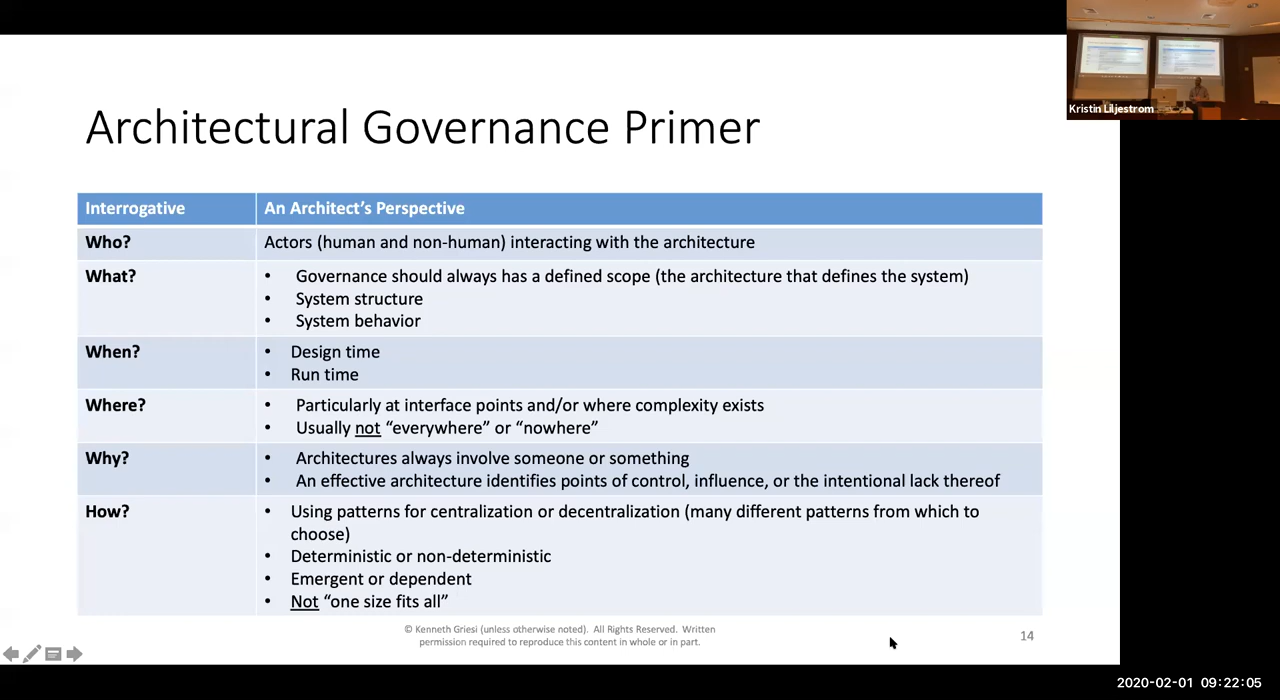 Kristin Liljestrom
Architectural Governance Primer
Interrogative
An Architect's Perspective
Who?
Actors (human and non-human) interacting with the architecture
What?
• Governance should always has a defined scope (the architecture that defines the system)
• System structure
• System behavior
When?
• Design time
• Run time
Where?
• Particularly at interface points and/or where complexity exists
• Usually not “everywhere” or “nowhere”
Why?
• Architectures always involve someone or something
• An effective architecture identifies points of control, influence, or the intentional lack thereof
How?
• Using patterns for centralization or decentralization (many different patterns from which to
choose)
• Deterministic or non-deterministic
• Emergent or dependent
• Not “one size fits all”
© Kenneth Griesi (unless otherwise noted). All Rights Reserved. Written
permission required to reproduce this content in whole or in part.
14
2020-02-01 09:22:05